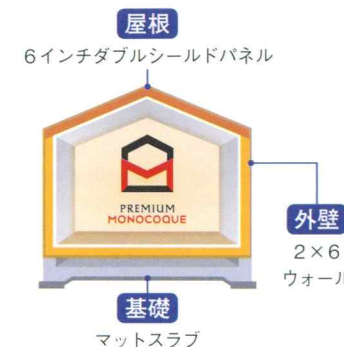 屋根
6インチダブルシールドパネル
PREMIUM
MONOCOQUE
外壁
2×6
ウォール
基礎
マットスラブ